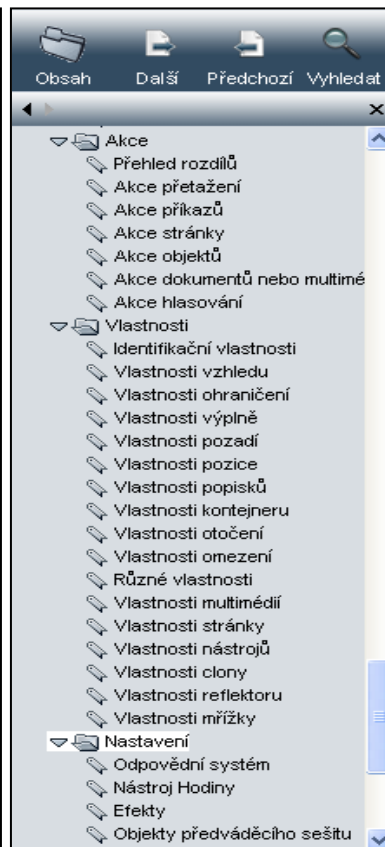 Obsah Další Předchozí Vyhledat
Akce
Přehled rozdílů
Akce přetažení
Akce příkazů
Akce stránky
Akce objektů
Akce dokumentů nebo multimé
Akce hlasování
Vlastnosti
Identifikační vlastnosti
Vlastnosti vzhledu
Vlastnosti ohraničení
Vlastnosti výplně
Vlastnosti pozadí
Vlastnosti pozice
Vlastnosti popisků
Vlastnosti kontejneru
Vlastnosti otočení
Vlastnosti omezení
Různé vlastnosti
Vlastnosti multimédií
Vlastnosti stránky
Vlastnosti nástrojů
Vlastnosti clony
Vlastnosti reflektoru
Vlastnosti mřížky
Nastavení
Odpovědní systém
Nástroj Hodiny
Efekty
Objekty předváděcího sešitu